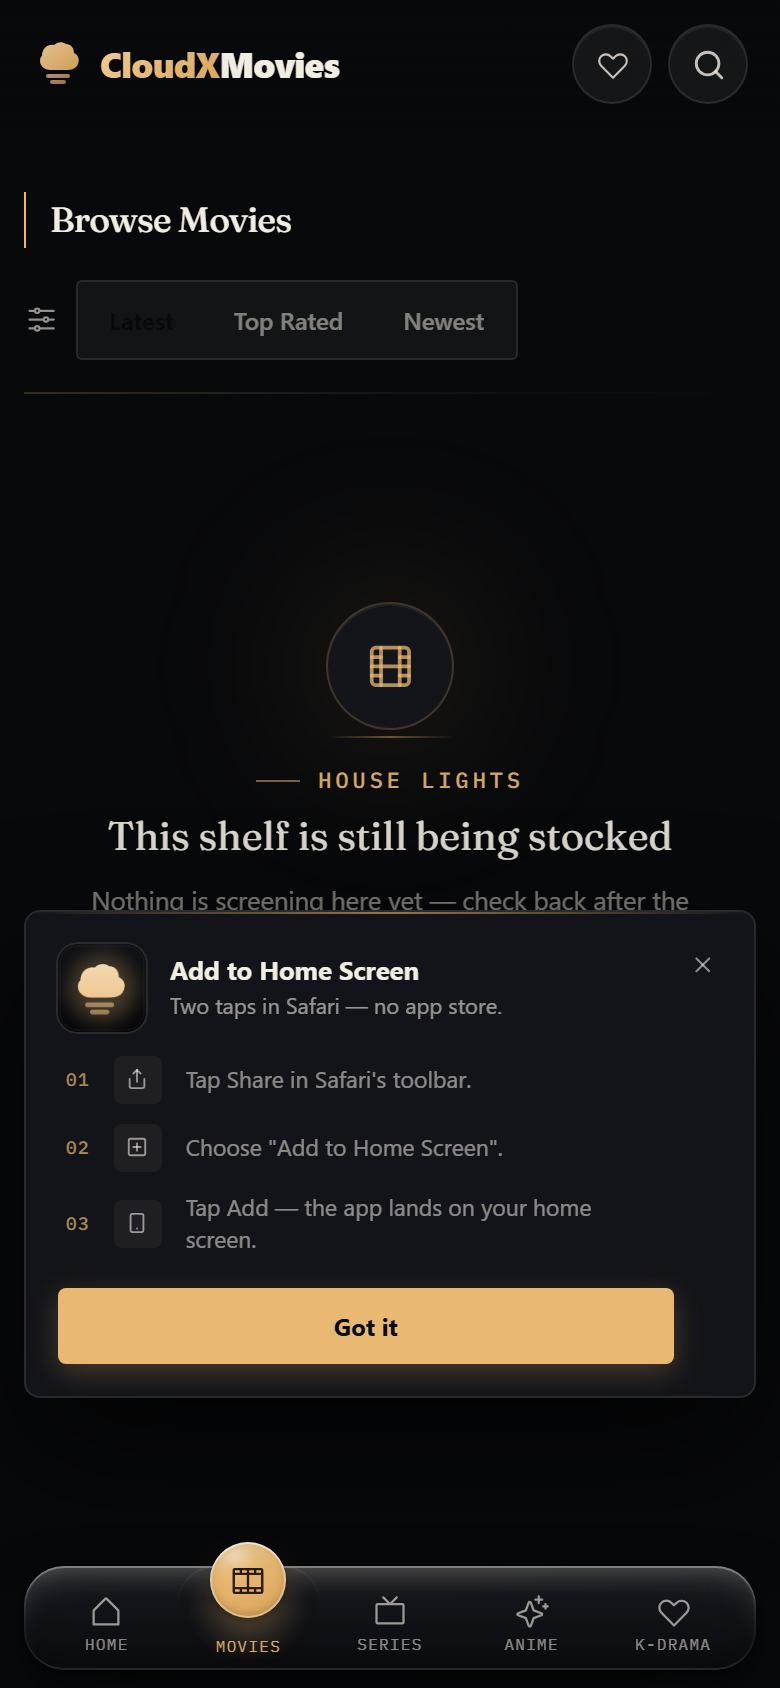 CloudXMovies
Browse Movies
Latest Top Rated Newest
HOUSE LIGHTS
This shelf is still being stocked
Nothing is screening here yet — check back after the
Add to Home Screen
Two taps in Safari — no app store.
01 Tap Share in Safari's toolbar.
02 Choose "Add to Home Screen".
03 Tap Add — the app lands on your home
screen.
Got it
HOME MOVIES SERIES ANIME K-DRAMA